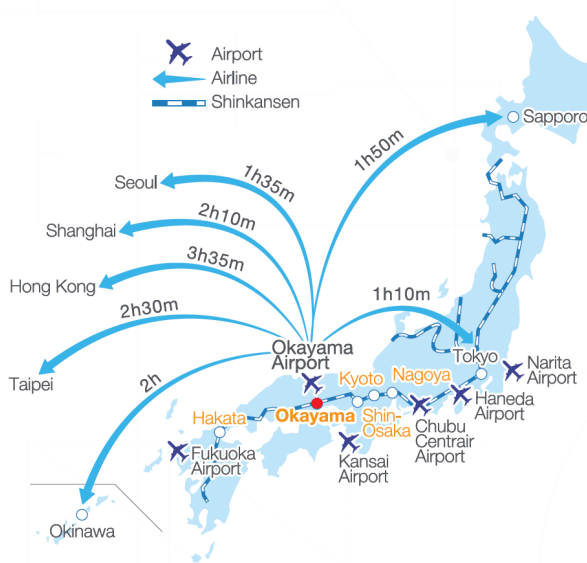 Airport
Airline
Shinkansen
Sapporo
1h50m
Seoul
1h35m
Shanghai
2h10m
Hong Kong
3h35m
Taipei
2h30m
2h
1h10m
Okayama
Airport
Tokyo
Narita
Airport
Kyoto
Nagoya
Haneda
Airport
Okayama
Shin-
Osaka
Chubu
Centrair
Airport
Hakata
Fukuoka
Airport
Kansai
Airport
Okinawa